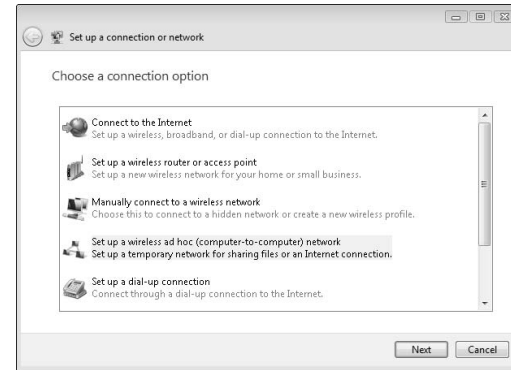 Set up a connection or network
Choose a connection option
Connect to the Internet
Set up a wireless, broadband, or dial-up connection to the Internet.
Set up a wireless router or access point
Set up a new wireless network for your home or small business.
Manually connect to a wireless network
Choose this to connect to a hidden network or create a new wireless profile.
Set up a wireless ad hoc (computer-to-computer) network
Set up a temporary network for sharing files or an Internet connection.
Set up a dial-up connection
Connect through a dial-up connection to the Internet.
Next Cancel